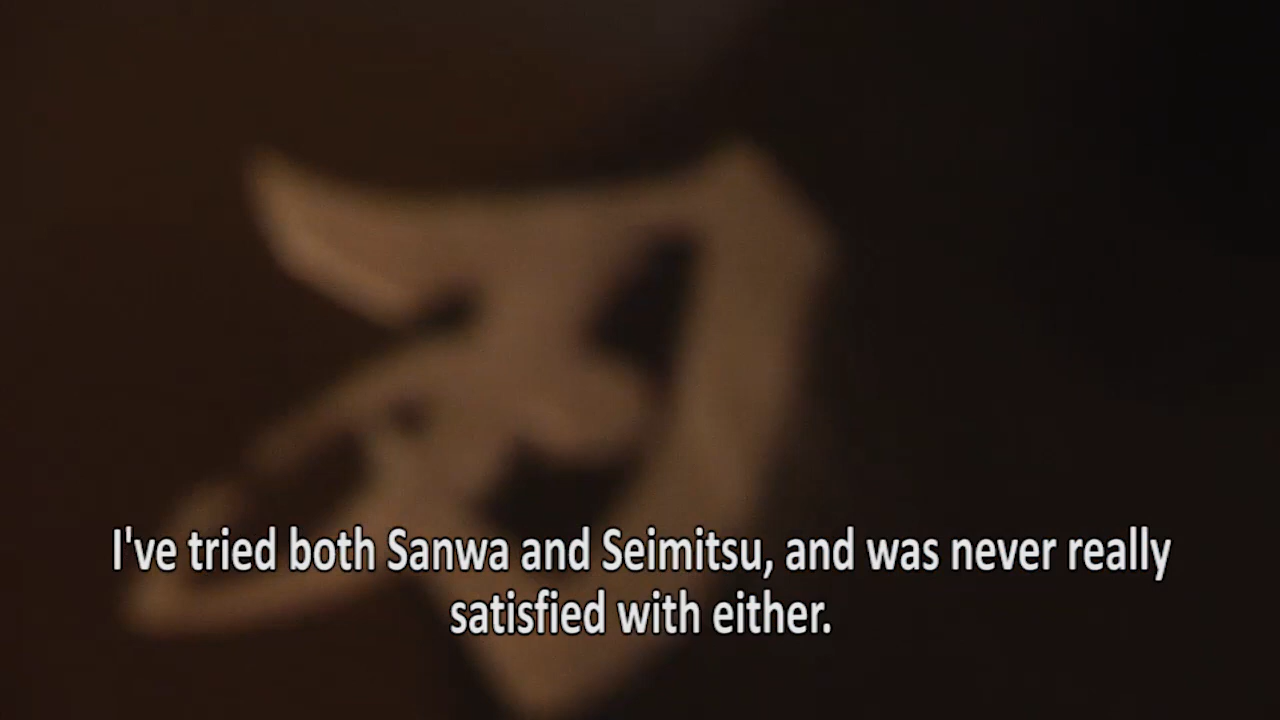 I've tried both Sanwa and Seimitsu, and was never really
satisfied with either.